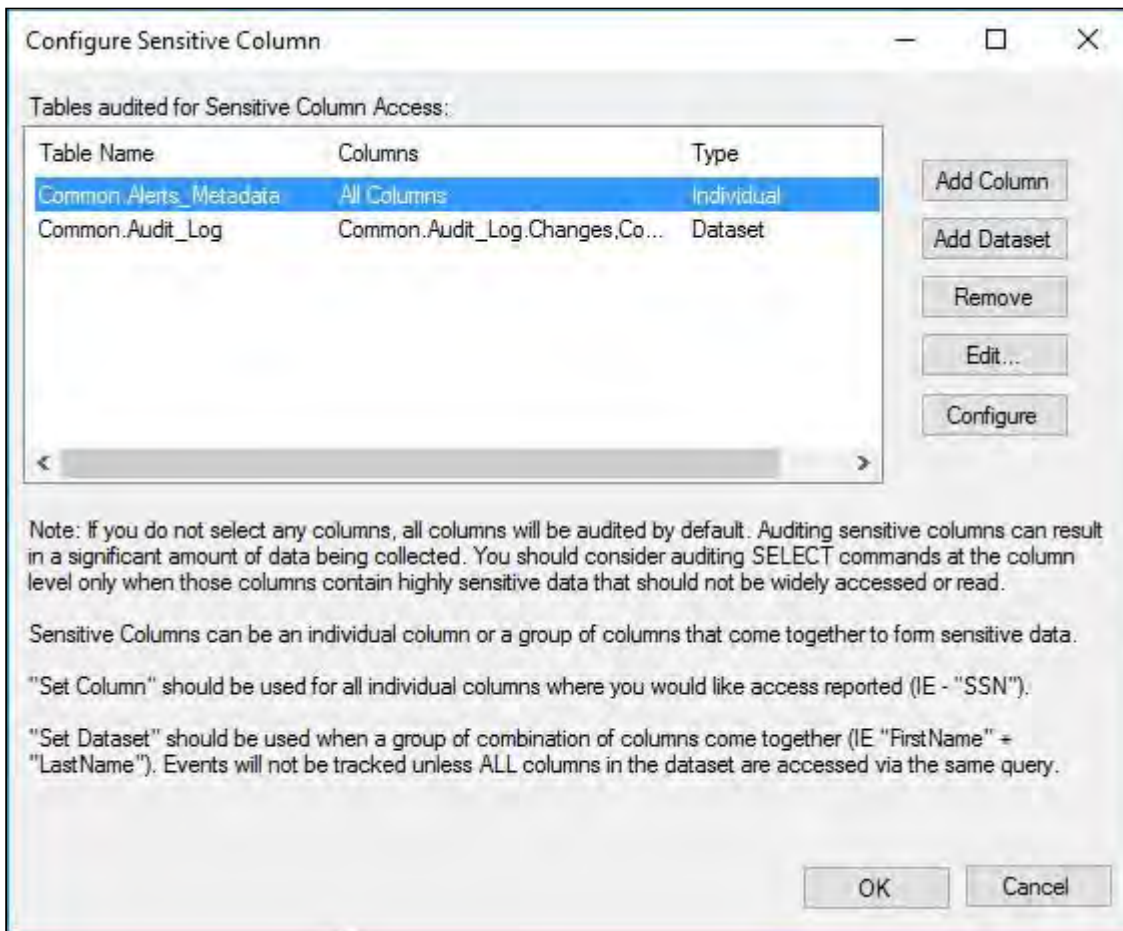 Configure Sensitive Column
Tables audited for Sensitive Column Access:
Table Name Columns Type
Common.Alerts_Metadata All Columns Individual
Common.Audit_Log Common.Audit_Log.Changes,Co... Dataset
Add Column
Add Dataset
Remove
Edit...
Configure
Note: If you do not select any columns, all columns will be audited by default. Auditing sensitive columns can result
in a significant amount of data being collected. You should consider auditing SELECT commands at the column
level only when those columns contain highly sensitive data that should not be widely accessed or read.
Sensitive Columns can be an individual column or a group of columns that come together to form sensitive data.
"Set Column" should be used for all individual columns where you would like access reported (IE - "SSN").
"Set Dataset" should be used when a group of combination of columns come together (IE "FirstName" +
"LastName"). Events will not be tracked unless ALL columns in the dataset are accessed via the same query.
OK Cancel